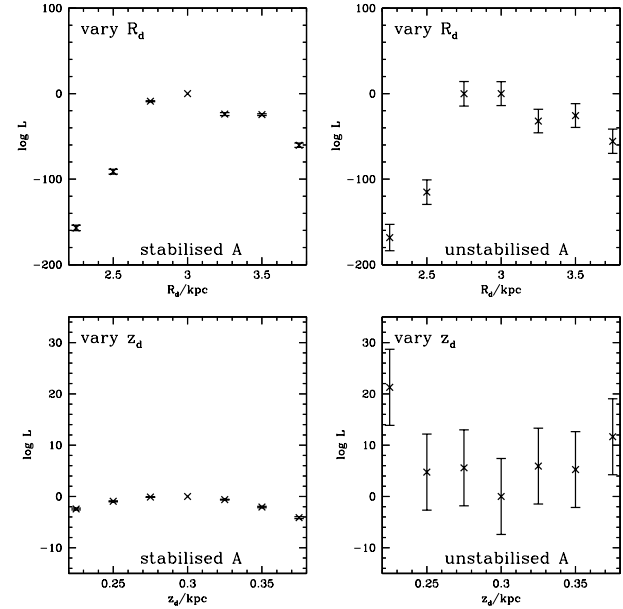 vary R_d
vary R_d
100
0
-100
-200
log L
stabilised A
2.5
3
3.5
R_d/kpc
100
0
-100
-200
log L
unstabilised A
2.5
3
3.5
R_d/kpc
vary z_d
30
20
10
0
-10
log L
stabilised A
0.25
0.3
0.35
z_d/kpc
vary z_d
30
20
10
0
-10
log L
unstabilised A
0.25
0.3
0.35
z_d/kpc